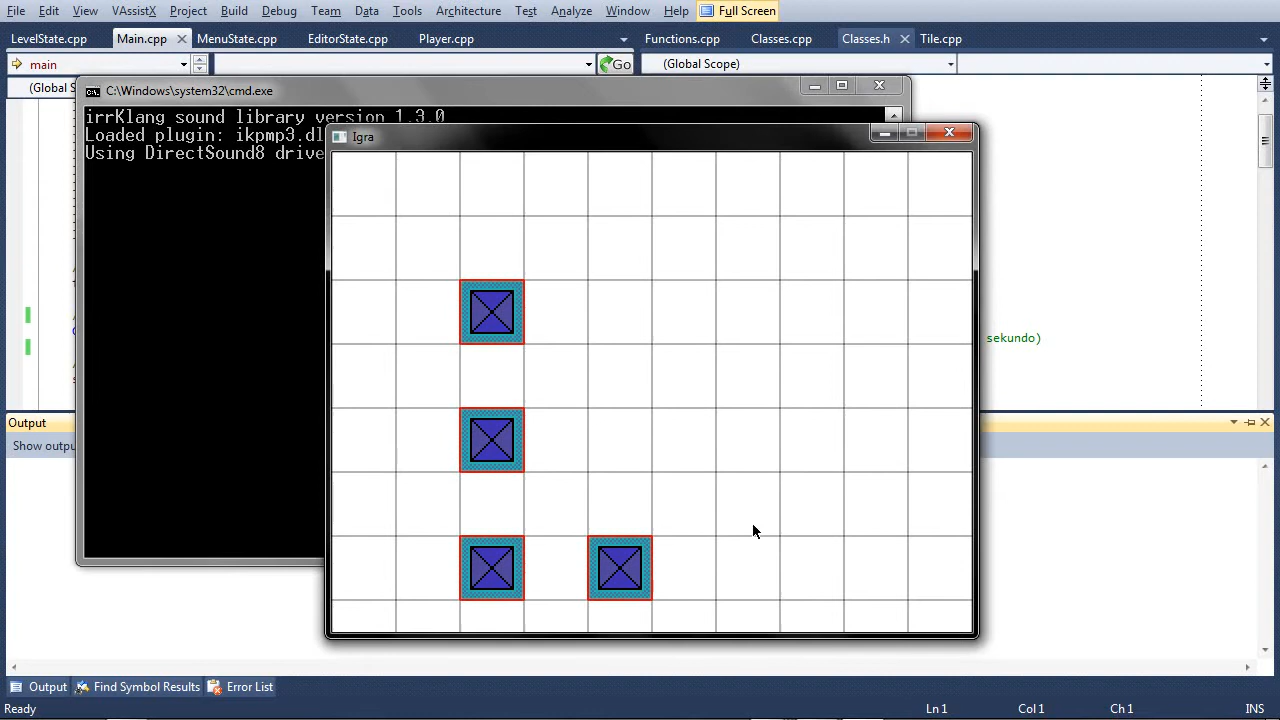 File Edit View VAssistX Project Build Debug Team Data Tools Architecture Test Analyze Window Help Full Screen
LevelState.cpp Main.cpp MenuState.cpp EditorState.cpp Player.cpp Functions.cpp Classes.cpp Classes.h Tile.cpp
main Go (Global Scope)
(Global S
C:\Windows\system32\cmd.exe
irrKlang sound library version 1.3.0
Loaded plugin: ikpmp3.dl
Using DirectSound8 drive
Igra
sekundo)
Output
Show outpu
Output Find Symbol Results Error List
Ready Ln 1 Col 1 Ch 1 INS